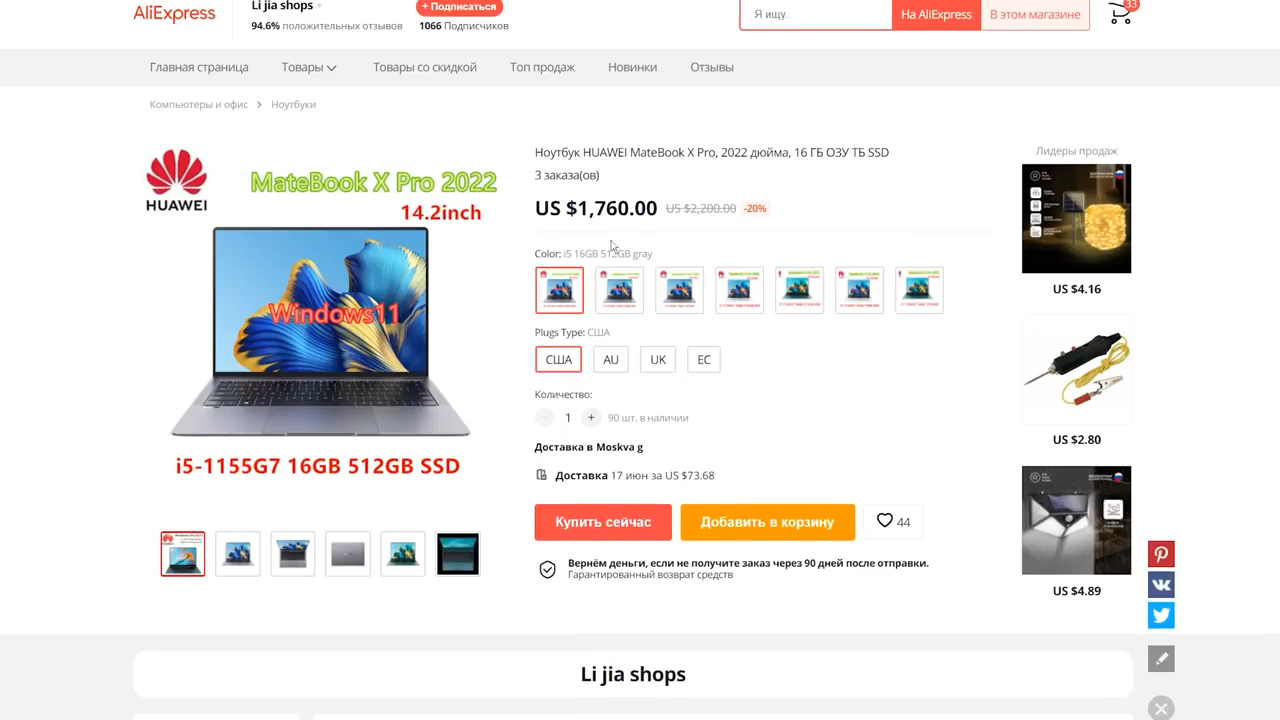 AliExpress
Li jia shops
94.6% положительных отзывов
+ Подписаться
1066 Подписчиков
Я ищу..
На AliExpress
В этом магазине
33
Главная страница
Товары
Товары со скидкой
Топ продаж
Новинки
Отзывы
Компьютеры и офис > Ноутбуки
HUAWEI
MateBook X Pro 2022
14.2inch
Windows11
i5-1155G7 16GB 512GB SSD
Ноутбук HUAWEI MateBook X Pro, 2022 дюйма, 16 ГБ ОЗУ ТБ SSD
3 заказа(ов)
US $1,760.00 US $2,200.00 -20%
Color: i5 16GB 512GB gray
Plugs Type: США
США
AU
UK
EC
Количество:
1 + 90 шт. в наличии
Доставка в Moskva g
Доставка 17 июн за US $73.68
Купить сейчас
Добавить в корзину
44
Вернём деньги, если не получите заказ через 90 дней после отправки.
Гарантированный возврат средств
Лидеры продаж
US $4.16
US $2.80
US $4.89
Li jia shops